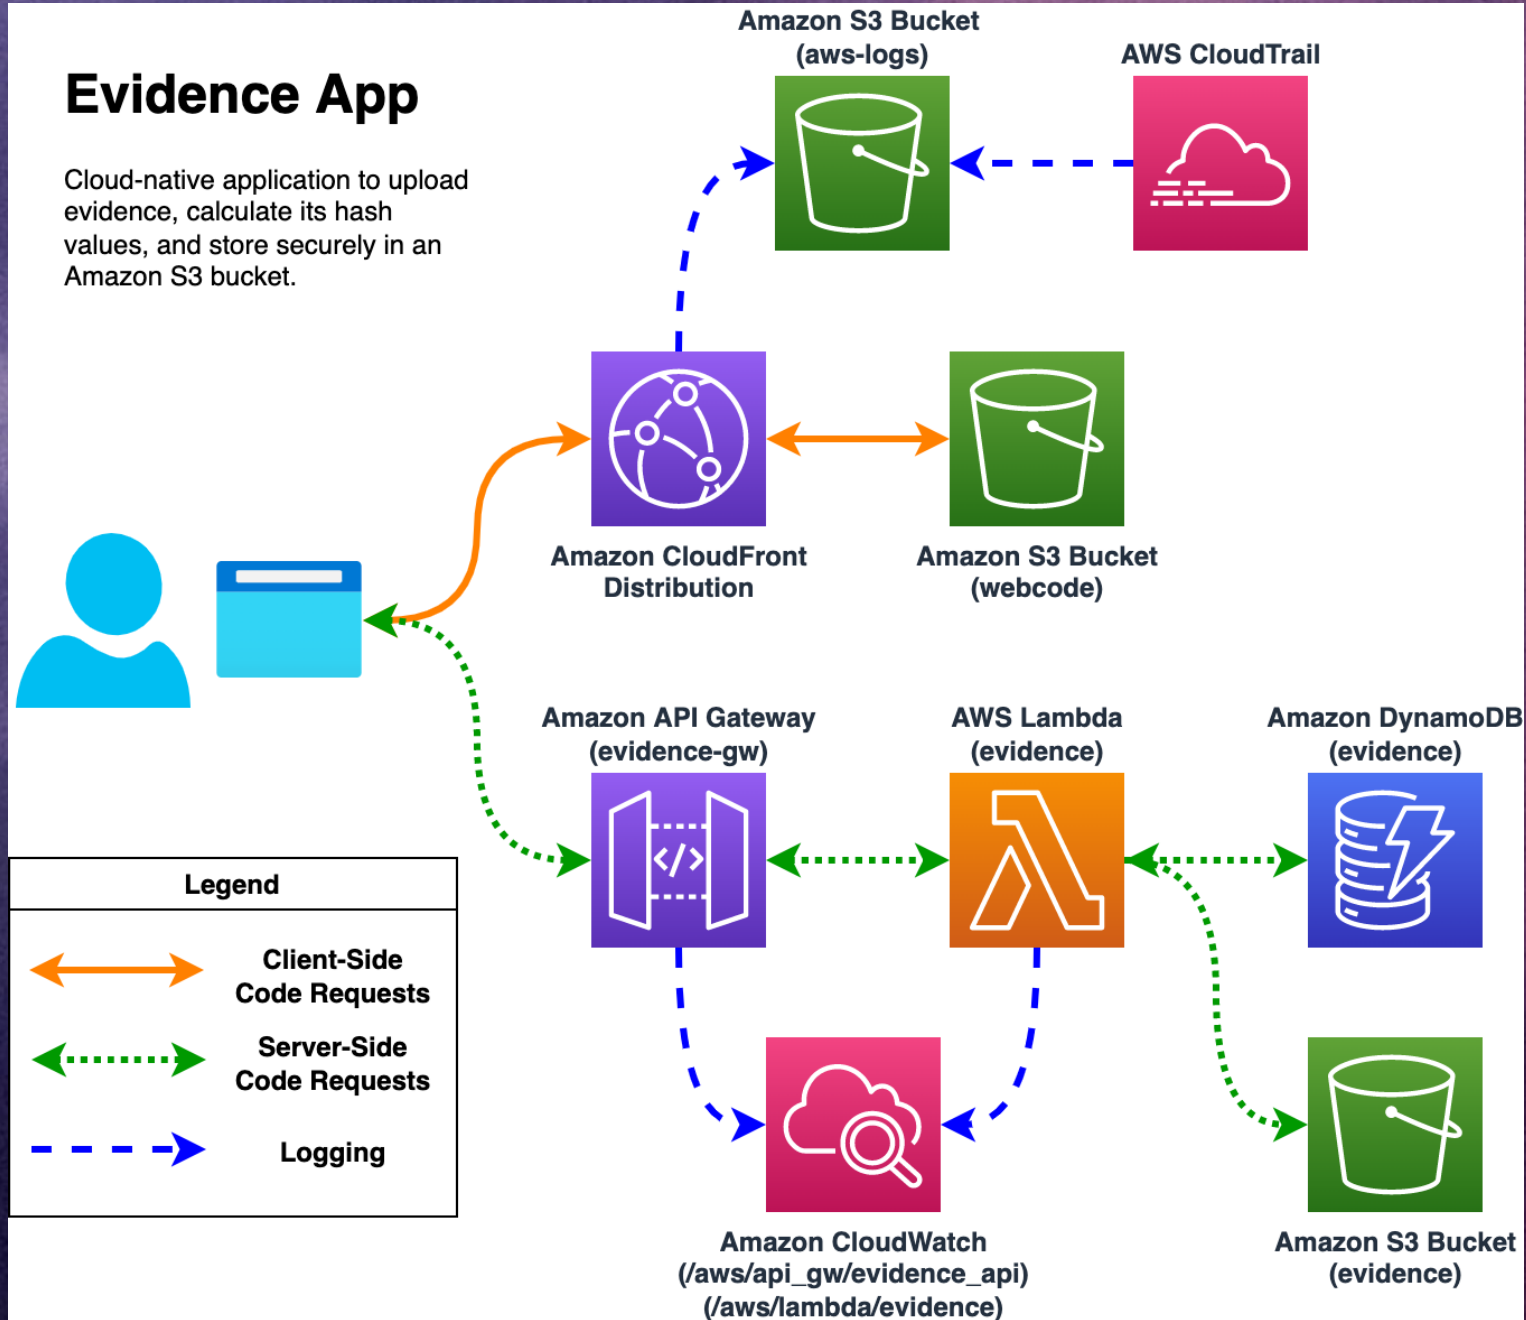 Evidence App
Cloud-native application to upload
evidence, calculate its hash
values, and store securely in an
Amazon S3 bucket.
Amazon S3 Bucket
(aws-logs)
AWS CloudTrail
Amazon CloudFront
Distribution
Amazon S3 Bucket
(webcode)
Amazon API Gateway
(evidence-gw)
AWS Lambda
(evidence)
Amazon DynamoDB
(evidence)
</>
Legend
Client-Side
Code Requests
Server-Side
Code Requests
Logging
Amazon CloudWatch
(/aws/api_gw/evidence_api)
(/aws/lambda/evidence)
Amazon S3 Bucket
(evidence)